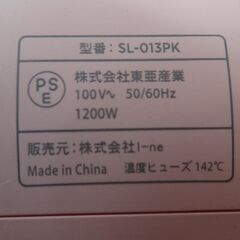 型番: SL-013PK
PS
E
株式会社東亜産業
100V～ 50/60Hz
1200W
販売元: 株式会社I-ne
Made in China 温度ヒューズ 142℃